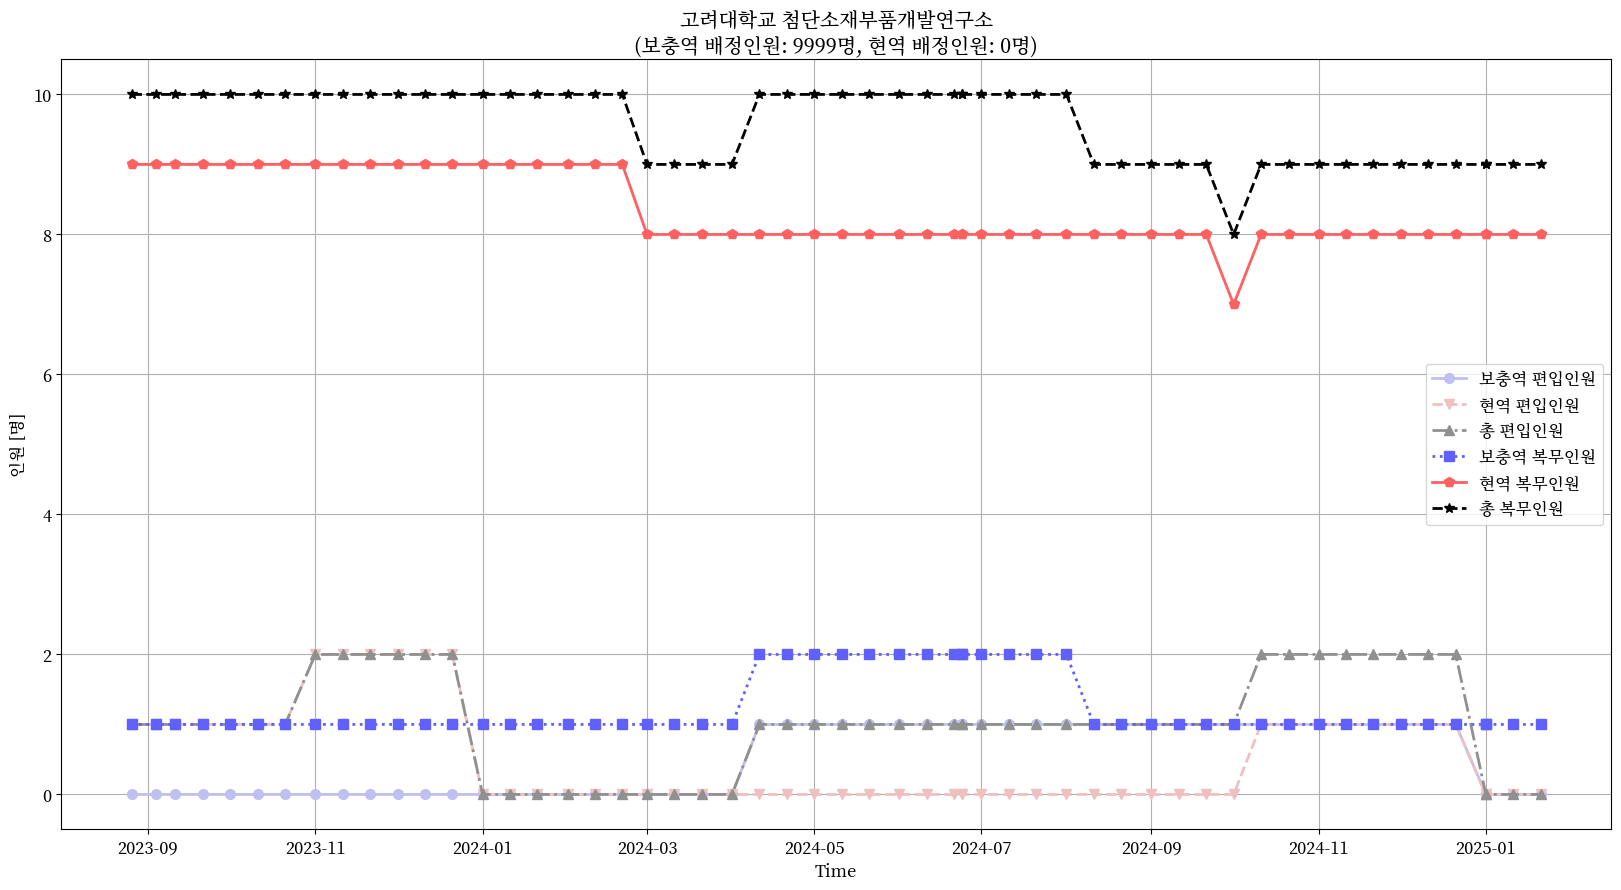 고려대학교 첨단소재부품개발연구소
(보충역 배정인원: 9999명, 현역 배정인원: 0명)
10
8
6
4
2
0
인원 [명]
보충역 편입인원
현역 편입인원
총 편입인원
보충역 복무인원
현역 복무인원
총 복무인원
2023-09 2023-11 2024-01 2024-03 2024-05 2024-07 2024-09 2024-11 2025-01
Time